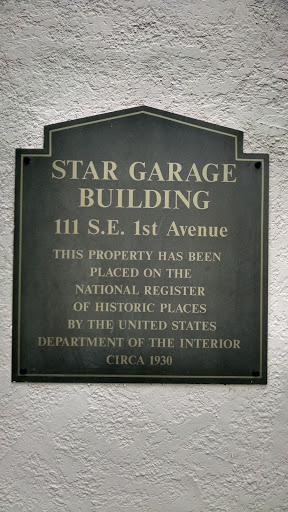 STAR GARAGE
BUILDING
111 S.E. 1st Avenue
THIS PROPERTY HAS BEEN
PLACED ON THE
NATIONAL REGISTER
OF HISTORIC PLACES
BY THE UNITED STATES
DEPARTMENT OF THE INTERIOR
CIRCA 1930